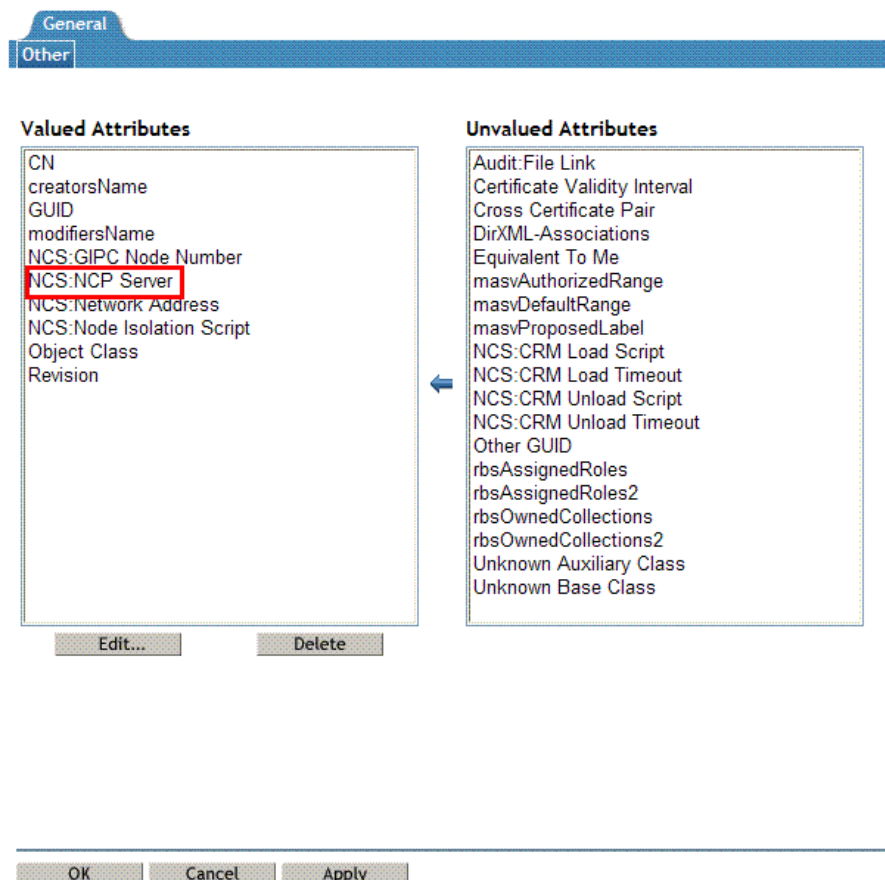 General
Other
Valued Attributes
CN
creatorsName
GUID
modifiersName
NCS:GIPC Node Number
NCS:NCP Server
NCS:Network Address
NCS:Node Isolation Script
Object Class
Revision
Edit...
Delete
Unvalued Attributes
Audit:File Link
Certificate Validity Interval
Cross Certificate Pair
DirXML-Associations
Equivalent To Me
masvAuthorizedRange
masvDefaultRange
masvProposedLabel
NCS:CRM Load Script
NCS:CRM Load Timeout
NCS:CRM Unload Script
NCS:CRM Unload Timeout
Other GUID
rbsAssignedRoles
rbsAssignedRoles2
rbsOwnedCollections
rbsOwnedCollections2
Unknown Auxiliary Class
Unknown Base Class
OK
Cancel
Apply